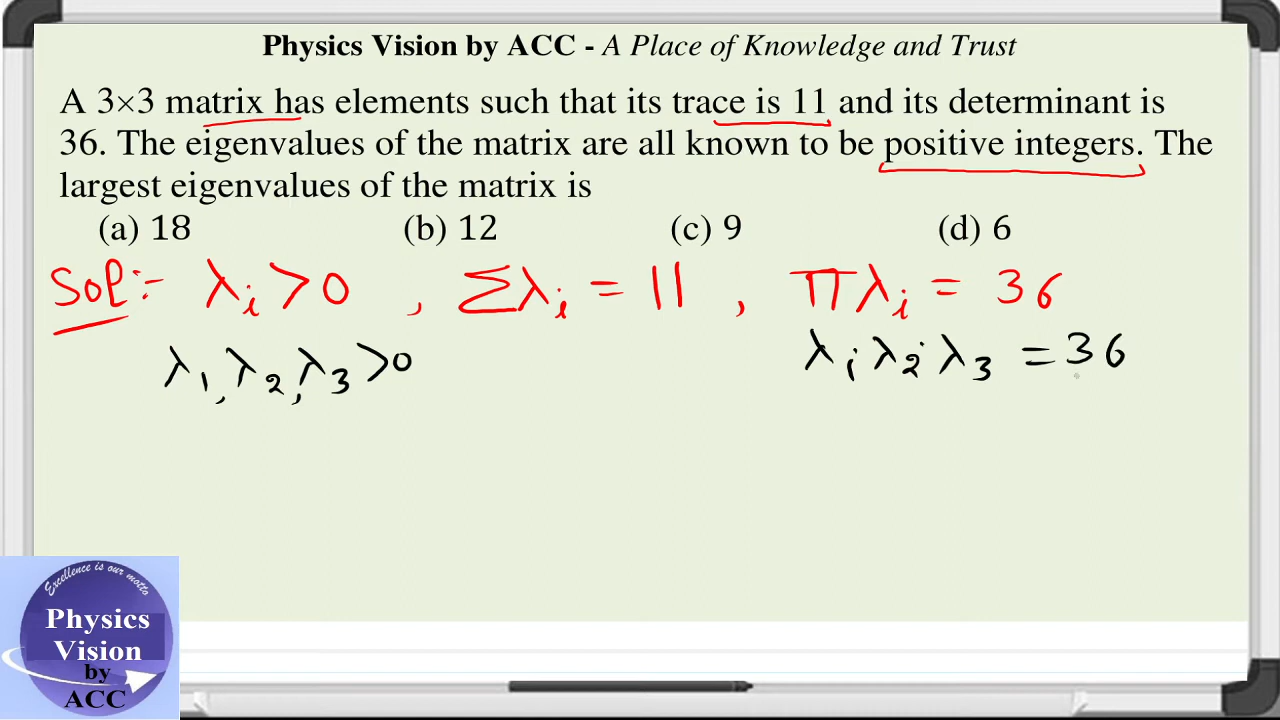 Physics Vision by ACC - A Place of Knowledge and Trust
A 3×3 matrix has elements such that its trace is 11 and its determinant is
36. The eigenvalues of the matrix are all known to be positive integers. The
largest eigenvalues of the matrix is
(a) 18 (b) 12 (c) 9 (d) 6
Sol:- λi > 0 , Σλi = 11 , Πλi = 36
λ1, λ2, λ3 > 0 λ1·λ2·λ3 = 36
Excellence is our motto
Physics
Vision
by
ACC